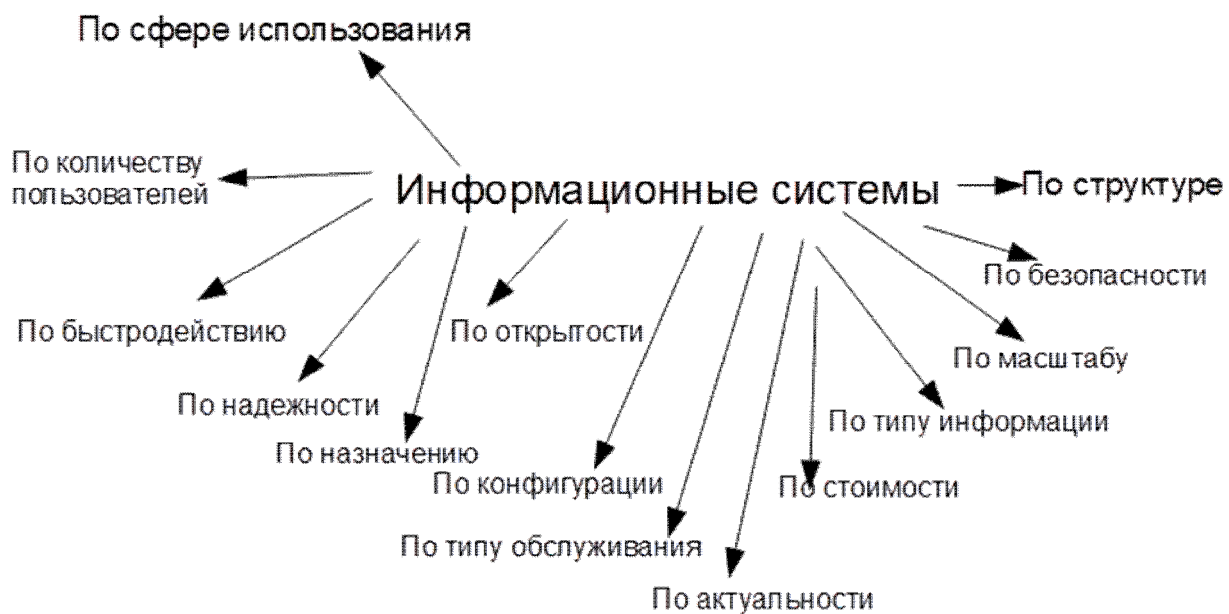 По сфере использования
По количеству
пользователей
Информационные системы
По структуре
По безопасности
По быстродействию
По открытости
По масштабу
По надежности
По типу информации
По назначению
По конфигурации
По стоимости
По типу обслуживания
По актуальности